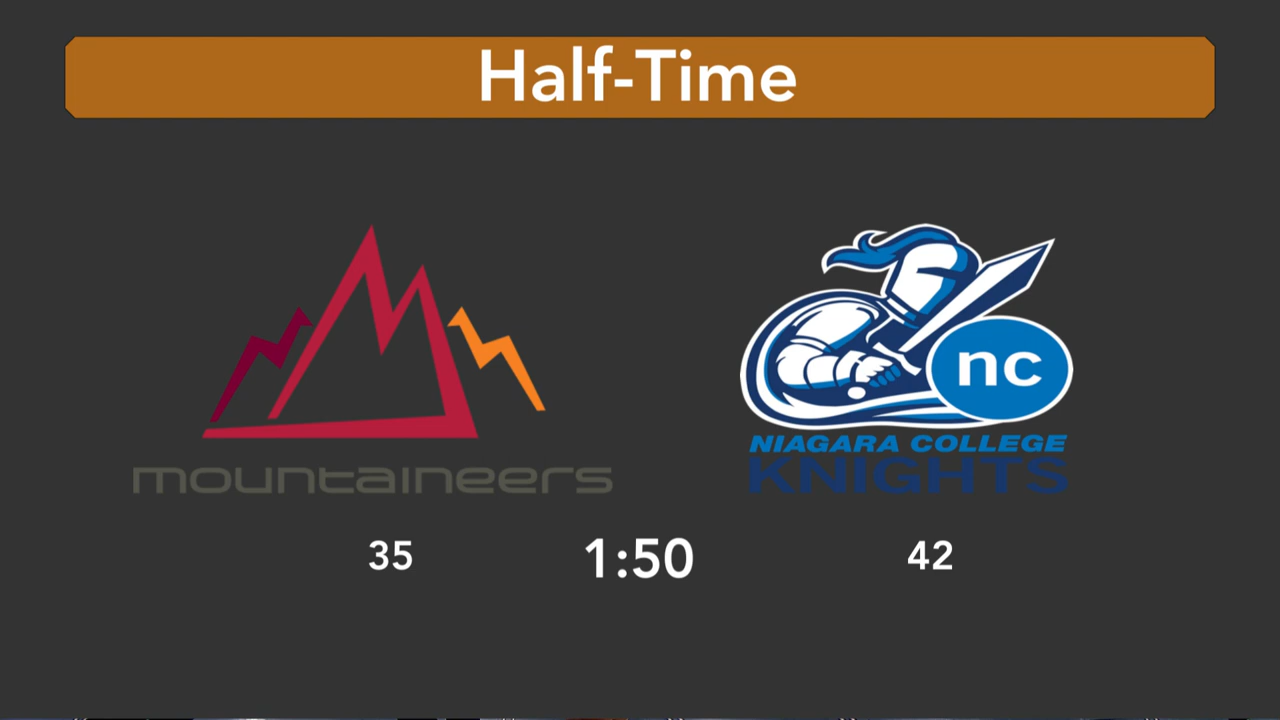 Half-Time
mountaineers
nc
NIAGARA COLLEGE
KNIGHTS
35 1:50 42